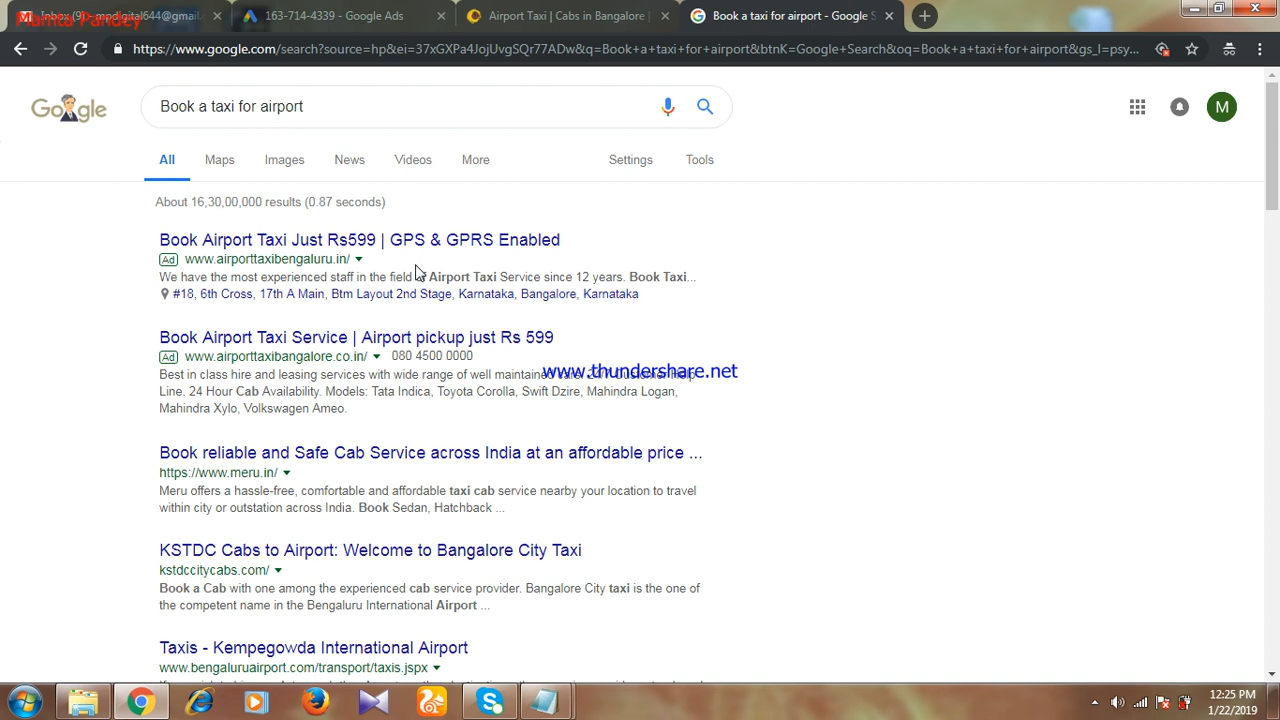 Mamta Pandey
Inbox (9) - mpdigital644@gmail.
163-714-4339 - Google Ads
Airport Taxi | Cabs in Bangalore |
Book a taxi for airport - Google S
https://www.google.com/search?source=hp&ei=37xGXPa4JojUvgSQr77ADw&q=Book+a+taxi+for+airport&btnK=Google+Search&oq=Book+a+taxi+for+airport&gs_l=psy...
Google
Book a taxi for airport
M
All Maps Images News Videos More Settings Tools
About 16,30,00,000 results (0.87 seconds)
Book Airport Taxi Just Rs599 | GPS & GPRS Enabled
Ad www.airporttaxibengaluru.in/
We have the most experienced staff in the field Airport Taxi Service since 12 years. Book Taxi...
#18, 6th Cross, 17th A Main, Btm Layout 2nd Stage, Karnataka, Bangalore, Karnataka
Book Airport Taxi Service | Airport pickup just Rs 599
Ad www.airporttaxibangalore.co.in/ 080 4500 0000
www.thundershare.net
Best in class hire and leasing services with wide range of well maintained
Line. 24 Hour Cab Availability. Models: Tata Indica, Toyota Corolla, Swift Dzire, Mahindra Logan,
Mahindra Xylo, Volkswagen Ameo.
Book reliable and Safe Cab Service across India at an affordable price ...
https://www.meru.in/
Meru offers a hassle-free, comfortable and affordable taxi cab service nearby your location to travel
within city or outstation across India. Book Sedan, Hatchback ...
KSTDC Cabs to Airport: Welcome to Bangalore City Taxi
kstdccitycabs.com/
Book a Cab with one among the experienced cab service provider. Bangalore City taxi is the one of
the competent name in the Bengaluru International Airport ...
Taxis - Kempegowda International Airport
www.bengaluruairport.com/transport/taxis.jspx
12:25 PM
1/22/2019